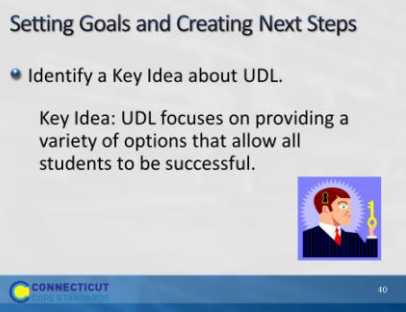 Setting Goals and Creating Next Steps
Identify a Key Idea about UDL.
Key Idea: UDL focuses on providing a
variety of options that allow all
students to be successful.
CONNECTICUT
CORE STANDARDS
40